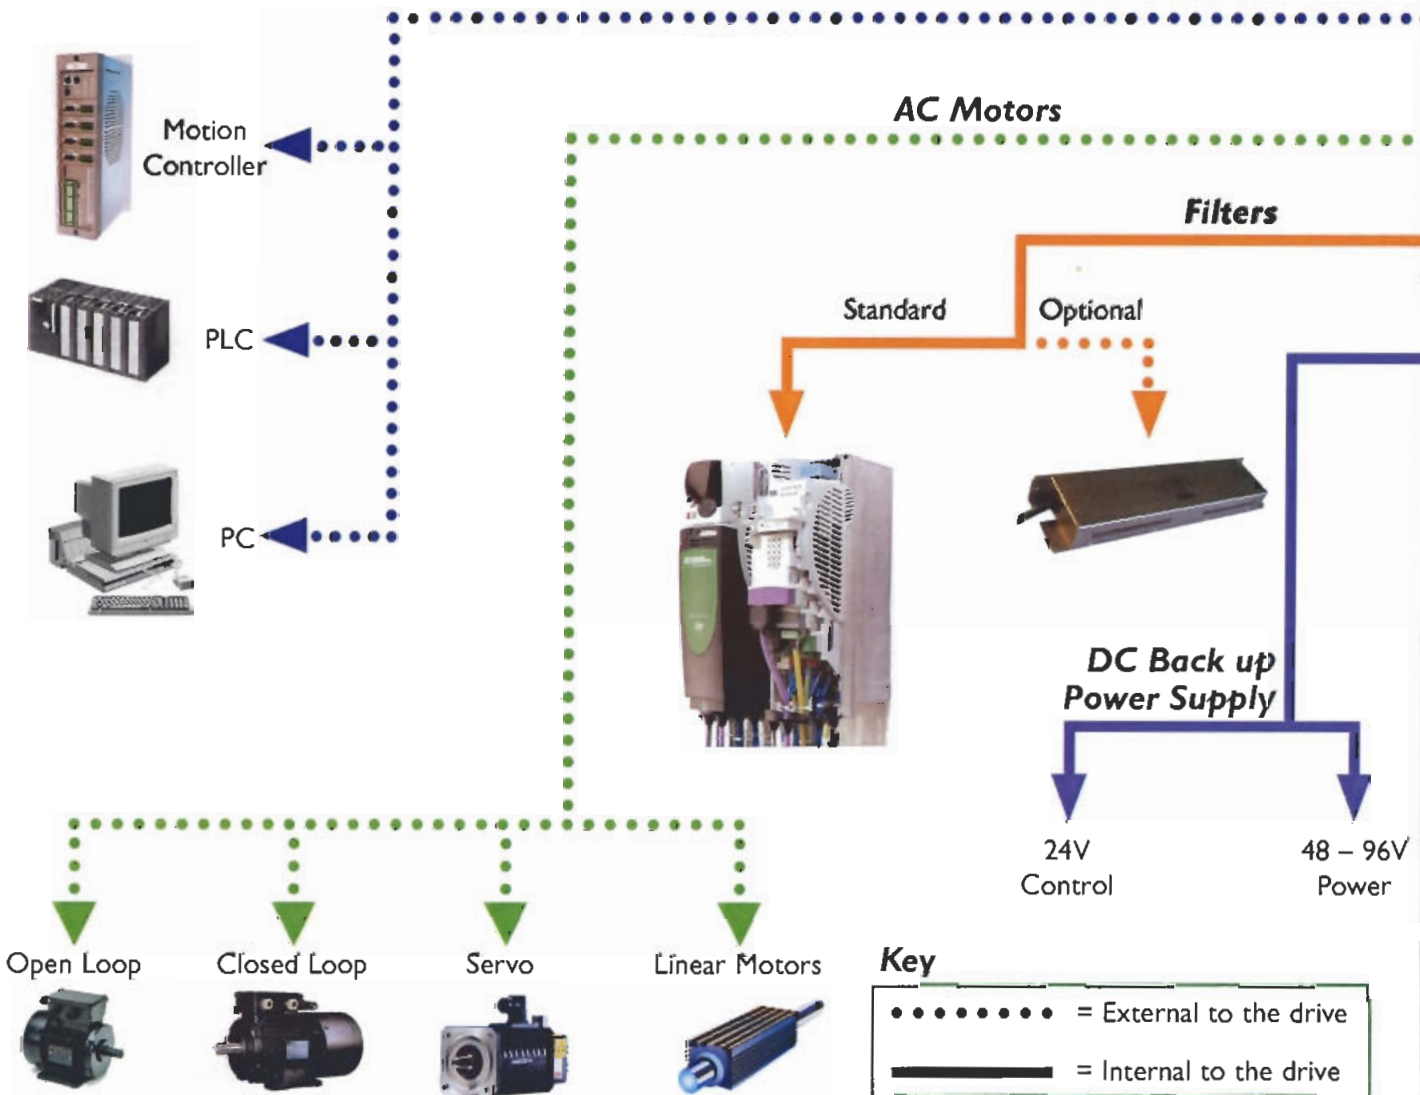 AC Motors
Motion
Controller
Filters
Standard
Optional
PLC
PC
DC Back up
Power Supply
24V
Control
48 – 96V
Power
Open Loop
Closed Loop
Servo
Linear Motors
Key
= External to the drive
= Internal to the drive